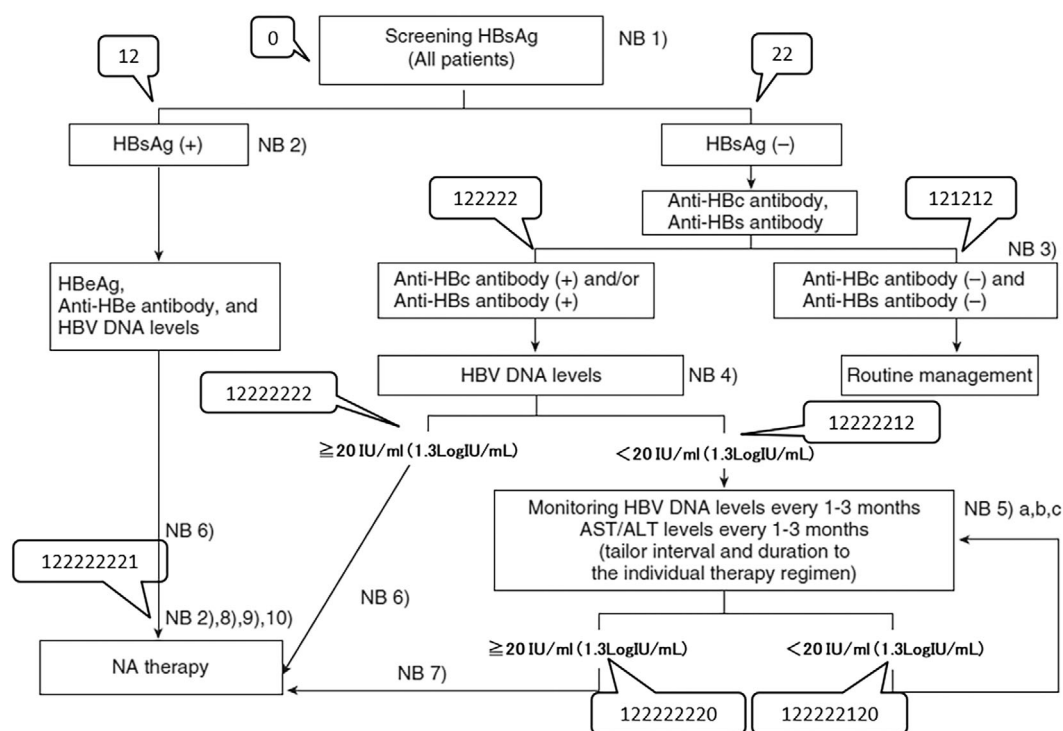 0
Screening HBsAg
(All patients)
NB 1)
12
22
HBsAg (+)
NB 2)
HBsAg (–)
122222
Anti-HBc antibody,
Anti-HBs antibody
121212
NB 3)
HBeAg,
Anti-HBe antibody, and
HBV DNA levels
Anti-HBc antibody (+) and/or
Anti-HBs antibody (+)
Anti-HBc antibody (–) and
Anti-HBs antibody (–)
HBV DNA levels
NB 4)
Routine management
12222222
12222212
≧20 IU/ml (1.3LogIU/mL)
<20 IU/ml (1.3LogIU/mL)
Monitoring HBV DNA levels every 1-3 months
AST/ALT levels every 1-3 months
(tailor interval and duration to
the individual therapy regimen)
NB 5) a,b,c
NB 6)
122222221
NB 6)
NB 2),8),9),10)
NA therapy
≧20 IU/ml (1.3LogIU/mL)
<20 IU/ml (1.3LogIU/mL)
NB 7)
122222220
122222120